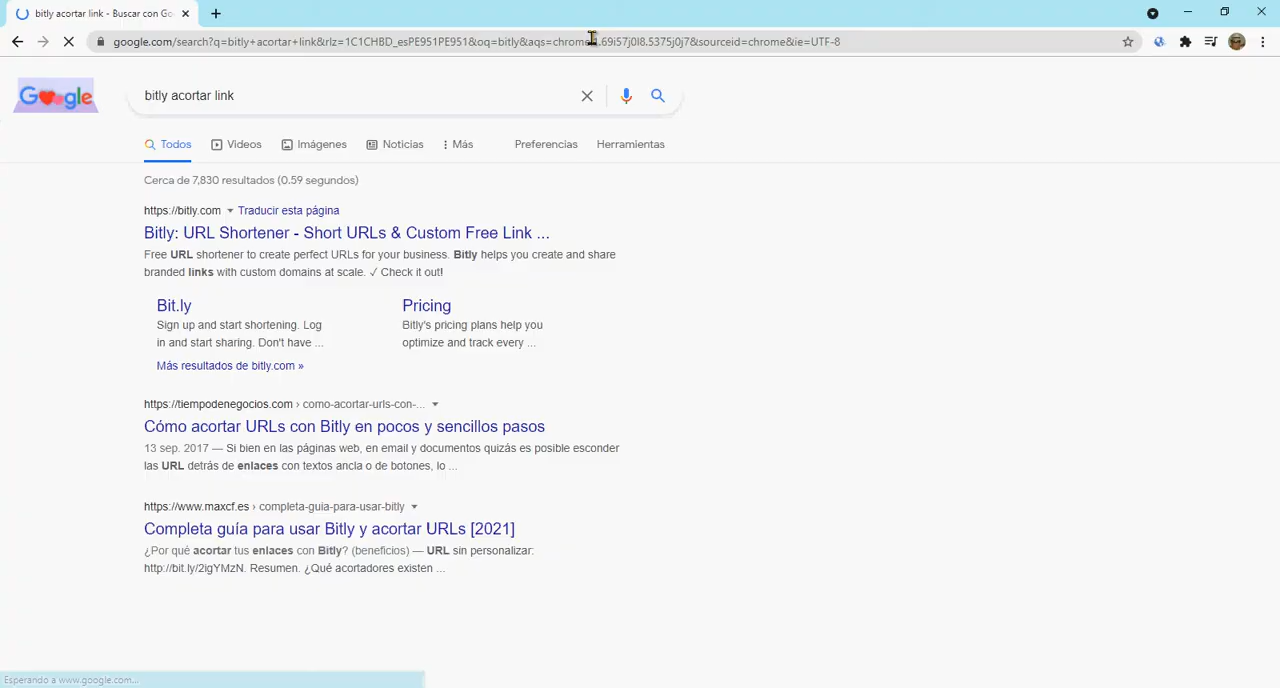 bitly acortar link - Buscar con Go
google.com/search?q=bitly+acortar+link&rlz=1C1CHBD_esPE951PE951&oq=bitly&aqs=chrome..69i57j0l8.5375j0j7&sourceid=chrome&ie=UTF-8
Google
bitly acortar link
Todos Videos Imágenes Noticias Más Preferencias Herramientas
Cerca de 7,830 resultados (0.59 segundos)
https://bitly.com Traducir esta página
Bitly: URL Shortener - Short URLs & Custom Free Link ...
Free URL shortener to create perfect URLs for your business. Bitly helps you create and share
branded links with custom domains at scale. ✓ Check it out!
Bit.ly Pricing
Sign up and start shortening. Log Bitly's pricing plans help you
in and start sharing. Don't have ... optimize and track every ...
Más resultados de bitly.com »
https://tiempodenegocios.com › como-acortar-urls-con-...
Cómo acortar URLs con Bitly en pocos y sencillos pasos
13 sep. 2017 — Si bien en las páginas web, en email y documentos quizás es posible esconder
las URL detrás de enlaces con textos ancla o de botones, lo ...
https://www.maxcf.es › completa-guia-para-usar-bitly
Completa guía para usar Bitly y acortar URLs [2021]
¿Por qué acortar tus enlaces con Bitly? (beneficios) — URL sin personalizar:
http://bit.ly/2igYMzN. Resumen. ¿Qué acortadores existen ...
Esperando a www.google.com...